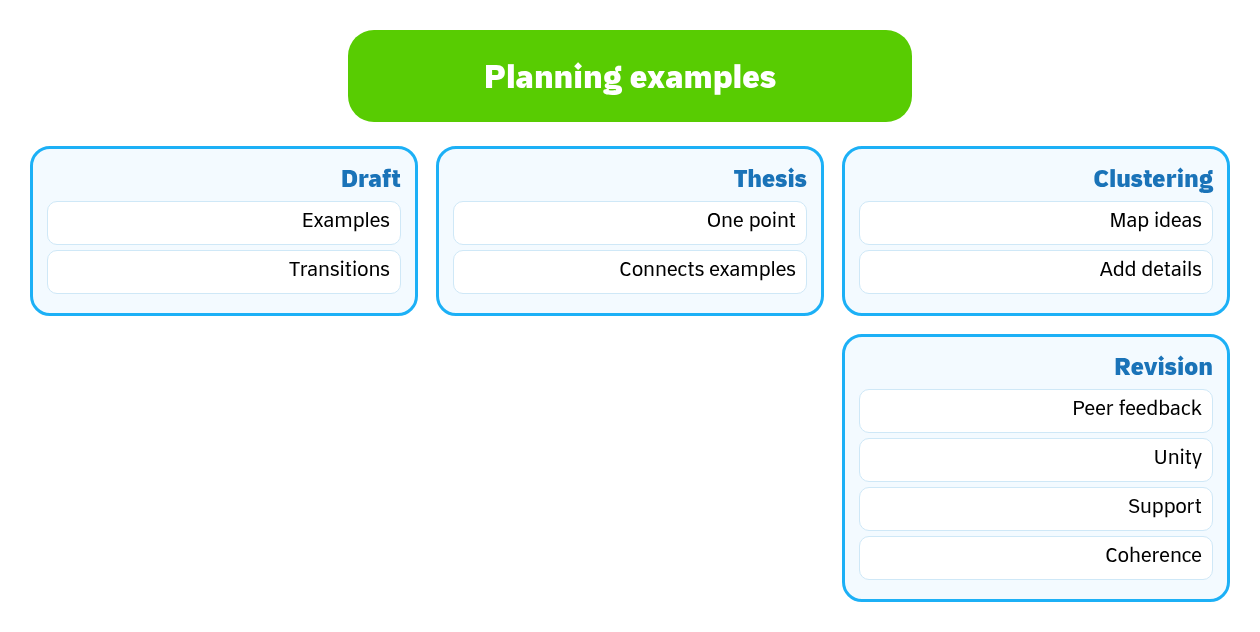 Planning examples
Clustering
Map ideas
Add details
Thesis
One point
Connects examples
Draft
Examples
Transitions
Revision
Peer feedback
Unity
Support
Coherence